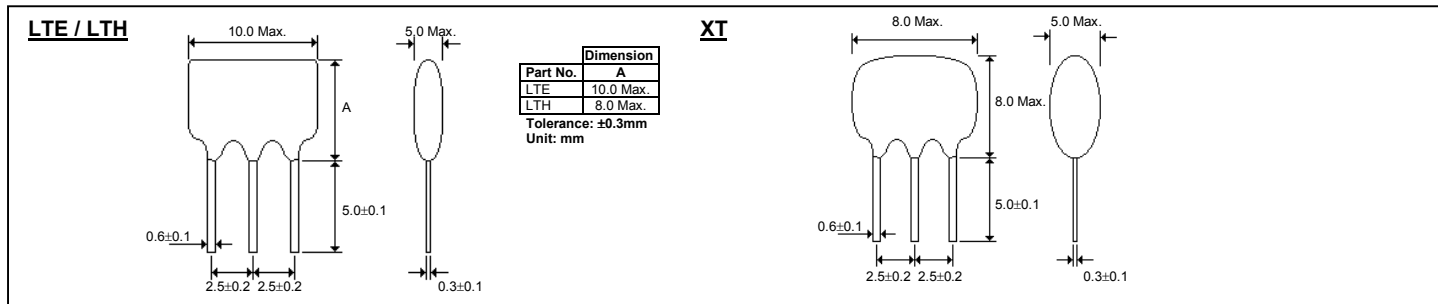 LTE / LTH
10.0 Max.
5.0 Max.
A
5.0±0.1
0.6±0.1
2.5±0.2 2.5±0.2
0.3±0.1
Dimension
Part No. A
LTE 10.0 Max.
LTH 8.0 Max.
Tolerance: ±0.3mm
Unit: mm
XT
8.0 Max.
5.0 Max.
8.0 Max.
5.0±0.1
0.6±0.1
2.5±0.2 2.5±0.2
0.3±0.1